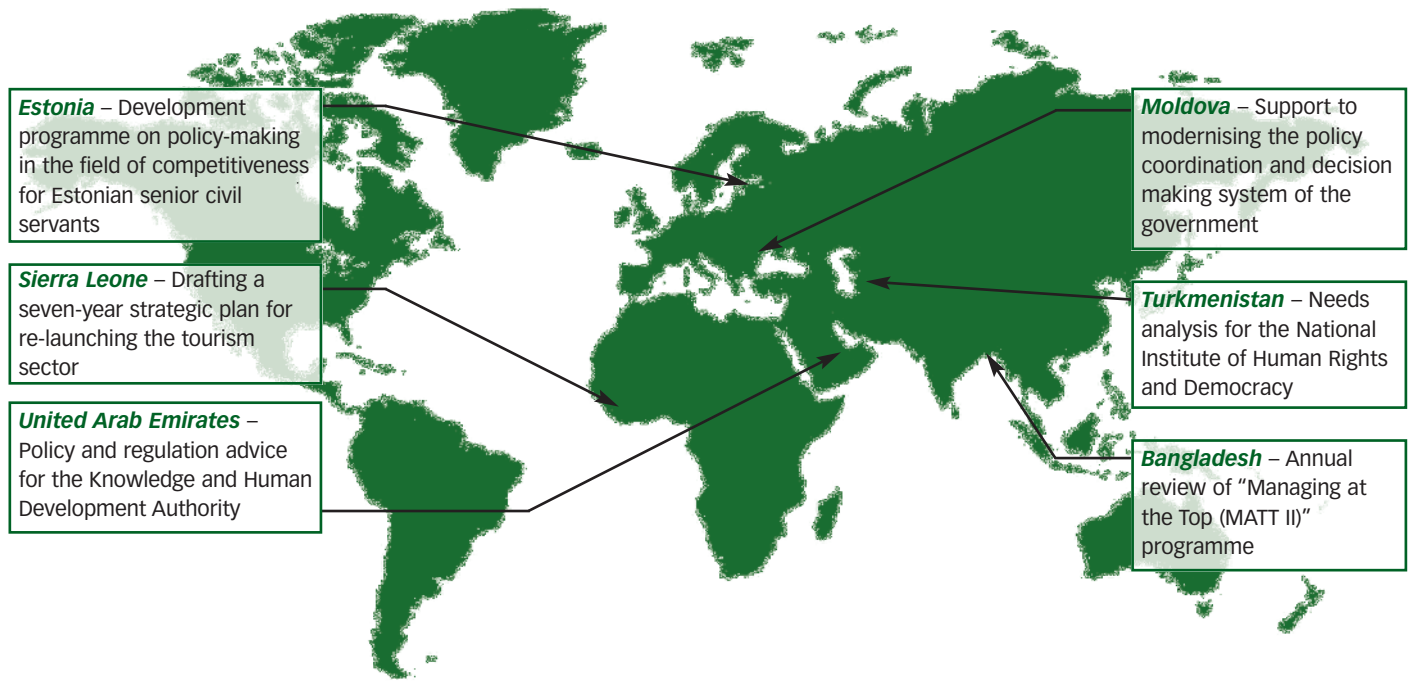 Estonia – Development
programme on policy-making
in the field of competitiveness
for Estonian senior civil
servants
Sierra Leone – Drafting a
seven-year strategic plan for
re-launching the tourism
sector
United Arab Emirates –
Policy and regulation advice
for the Knowledge and Human
Development Authority
Moldova – Support to
modernising the policy
coordination and decision
making system of the
government
Turkmenistan – Needs
analysis for the National
Institute of Human Rights
and Democracy
Bangladesh – Annual
review of “Managing at
the Top (MATT II)”
programme